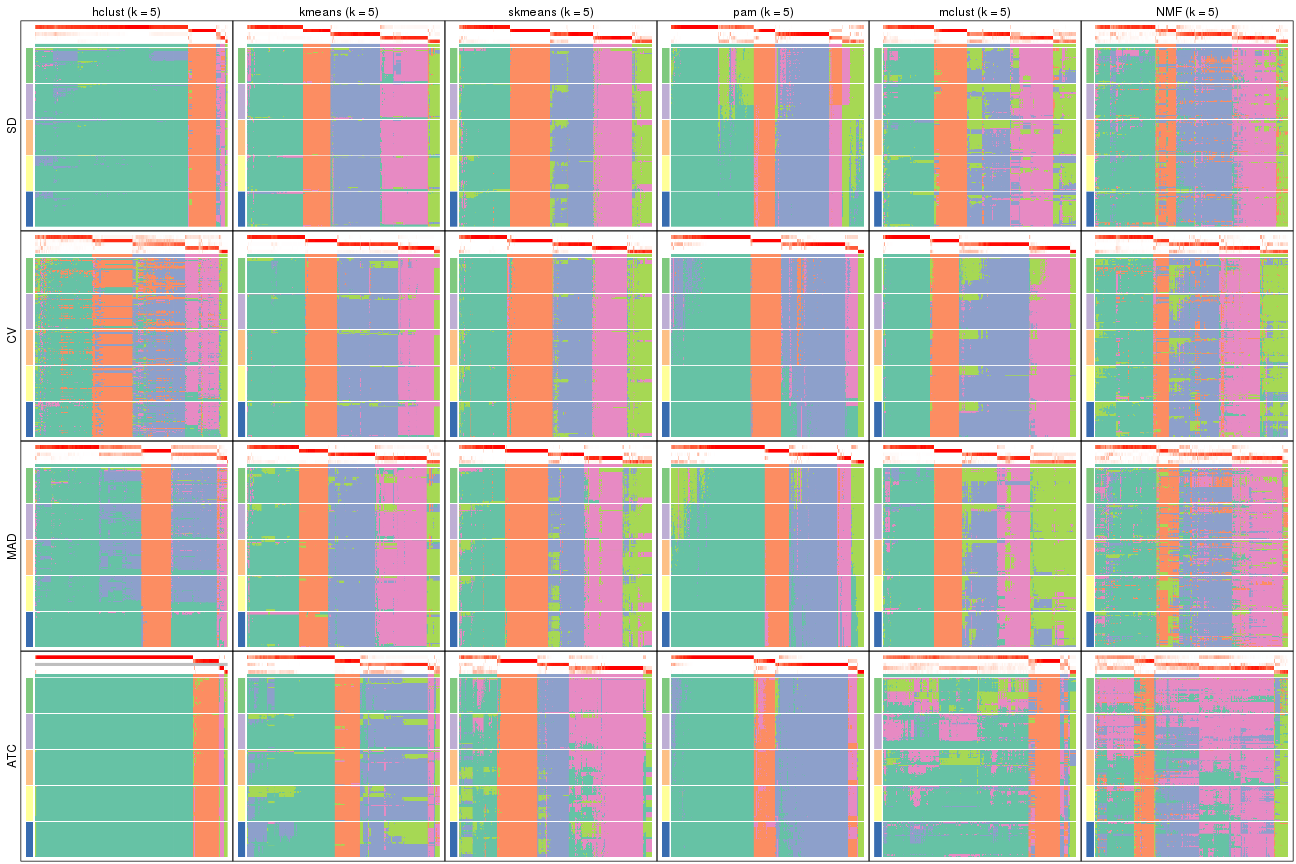 hclust (k = 5)
kmeans (k = 5)
skmeans (k = 5)
pam (k = 5)
mclust (k = 5)
NMF (k = 5)
SD
CV
MAD
ATC